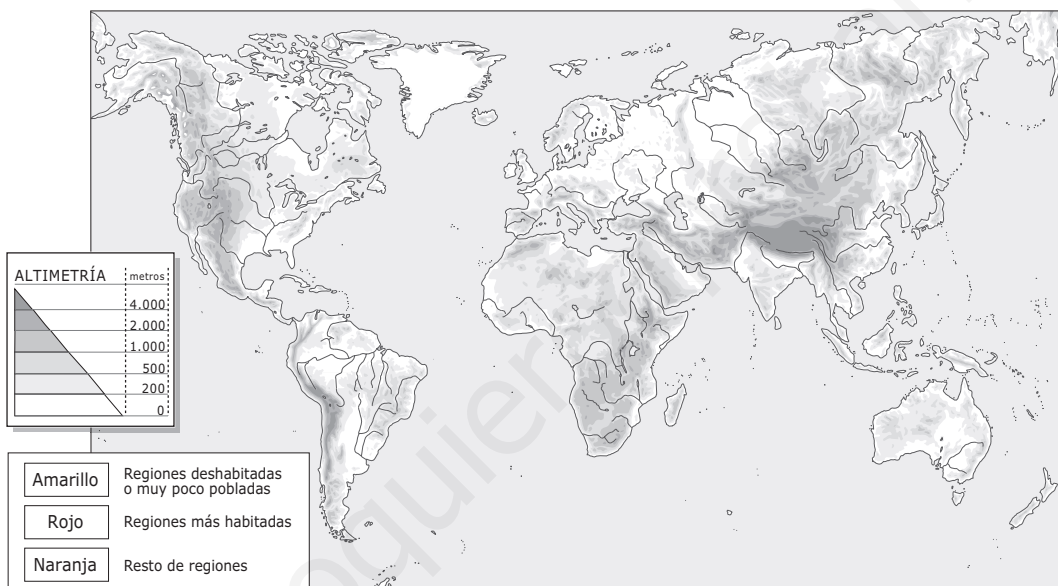 ALTIMETRÍA metros
4.000
2.000
1.000
500
200
0
Amarillo Regiones deshabitadas
o muy poco pobladas
Rojo Regiones más habitadas
Naranja Resto de regiones